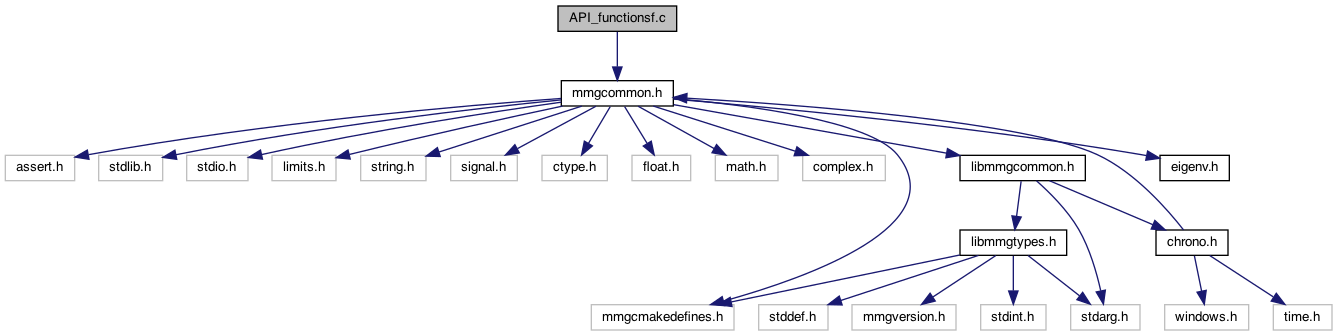 API_functionsf.c
mmgcommon.h
assert.h
stdlib.h
stdio.h
limits.h
string.h
signal.h
ctype.h
float.h
math.h
complex.h
libmmgcommon.h
eigenv.h
libmmgtypes.h
chrono.h
mmgcmakedefines.h
stddef.h
mmgversion.h
stdint.h
stdarg.h
windows.h
time.h